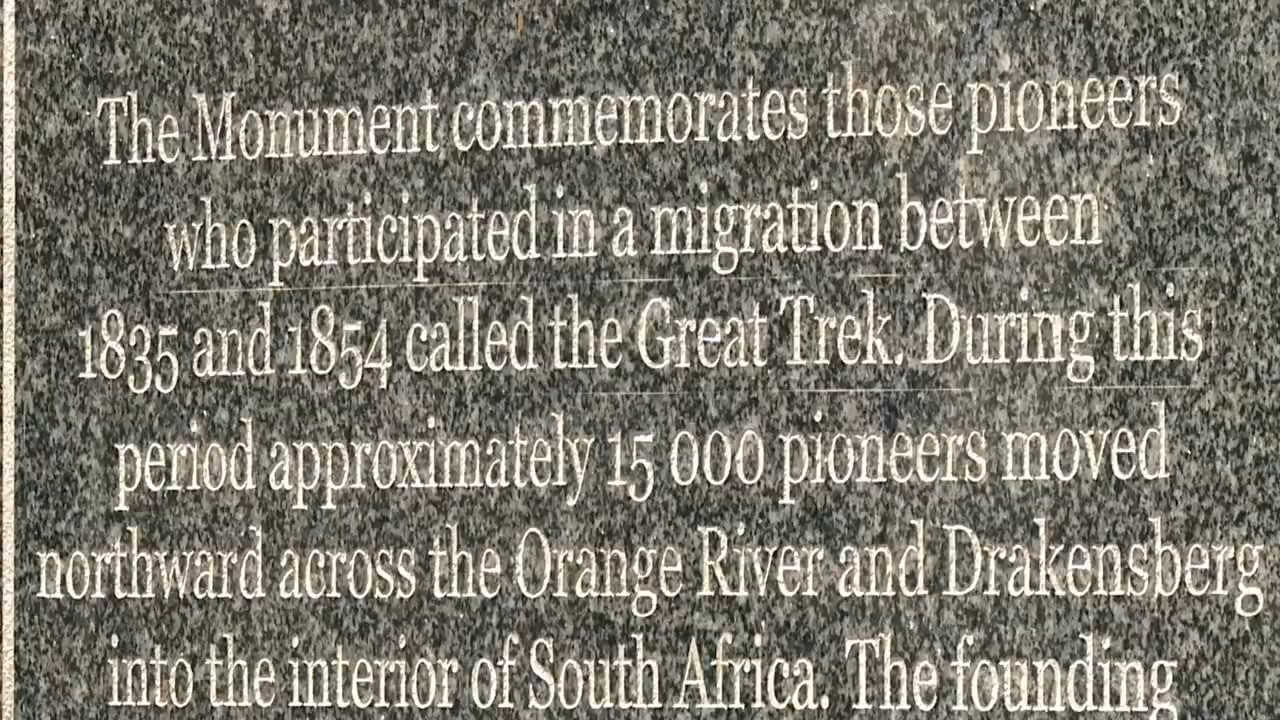 The Monument commemorates those pioneers
who participated in a migration between
1835 and 1854 called the Great Trek. During this
period approximately 15 000 pioneers moved
northward across the Orange River and Drakensberg
into the interior of South Africa. The founding